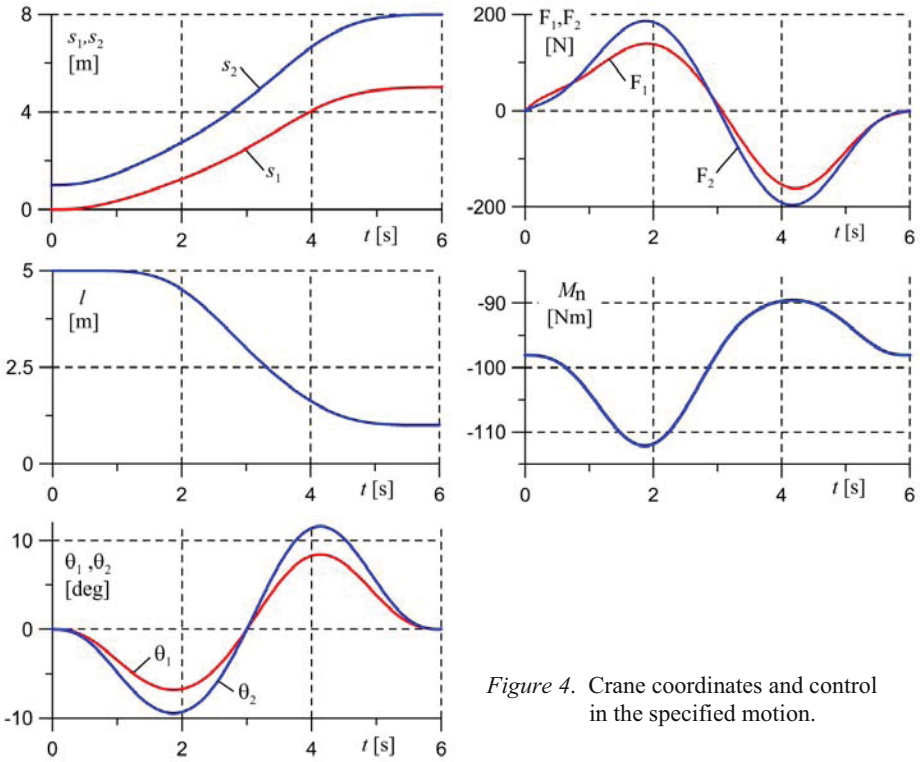 8
s₁,s₂
[m]
s₂
4
s₁
0
0
2
4
t [s]
6
200
F₁,F₂
[N]
F₁
0
F₂
-200
0
2
4
t [s]
6
5
l
[m]
2.5
0
0
2
4
t [s]
6
-90
Mn
[Nm]
-100
-110
0
2
4
t [s]
6
10
θ₁ ,θ₂
[deg]
0
θ₁
θ₂
-10
0
2
4
t [s]
6
Figure 4. Crane coordinates and control
in the specified motion.